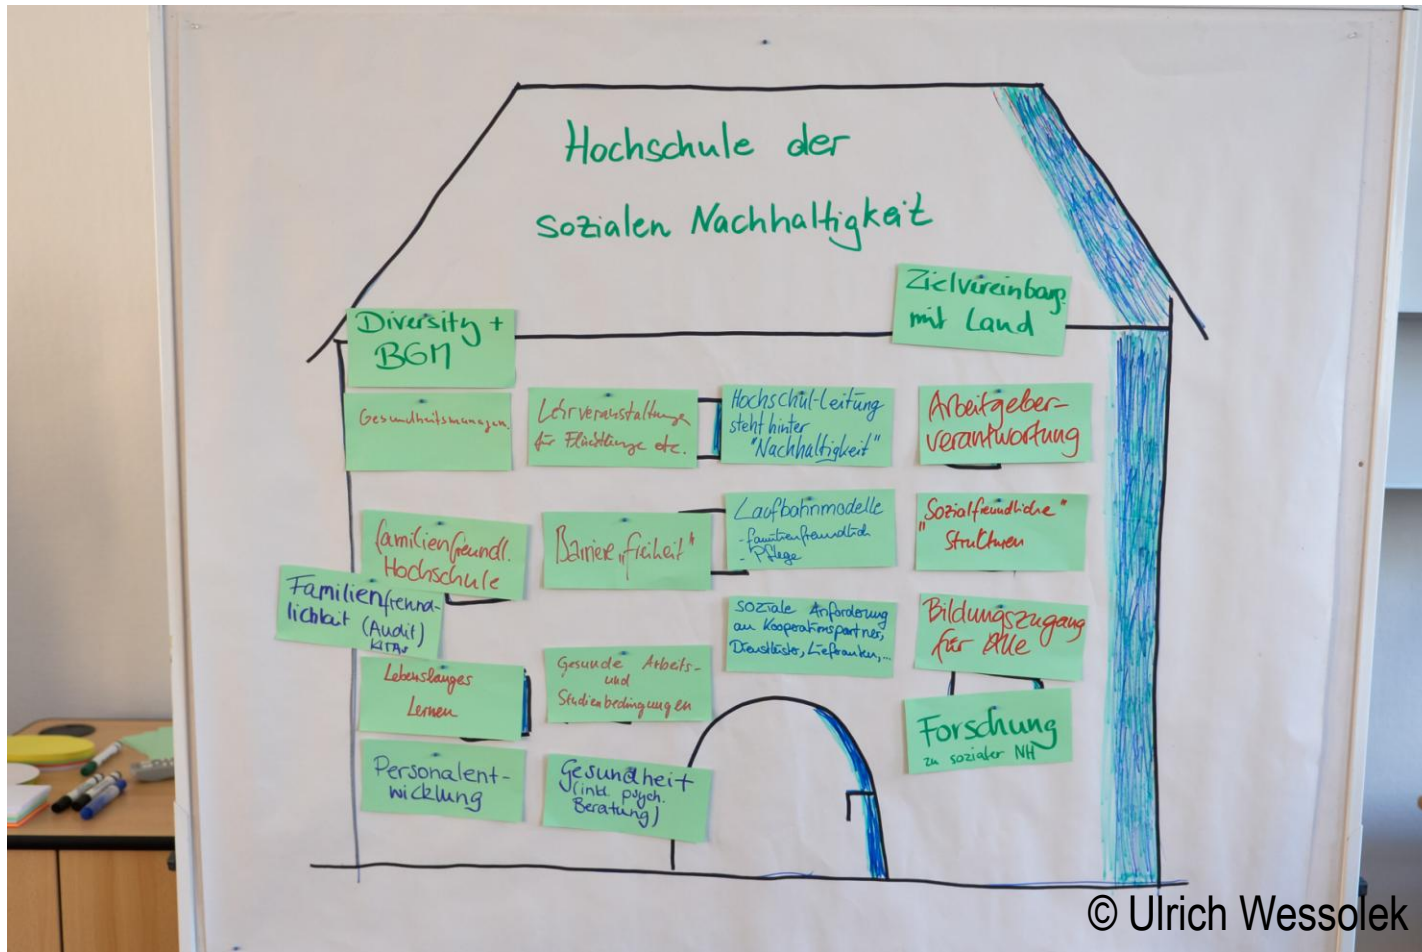 Hochschule der
sozialen Nachhaltigkeit
Zielvereinbarg.
mit Land
Diversity +
BGM
Gesundheitsmanagem.
Lehrveranstaltunge
für Flüchtlinge etc.
Hochschul-Leitung
steht hinter
"Nachhaltigkeit"
Arbeitgeber-
verantwortung
familienfreundl.
Hochschule
Barriere„freiheit"
Laufbahnmodelle
- familienfreundlich
- Pflege
„Sozialfreundliche"
Strukturen
Familienfreund-
lichkeit (Audit)
KITAs
soziale Anforderung
an Kooperationspartner,
Dienstleister, Lieferanten,...
Bildungszugang
für Alle
Lebenslanges
Lernen
Gesunde Arbeits-
und
Studienbedingungen
Forschung
zu sozialer NH
Personalent-
wicklung
Gesundheit
(inkl. psych.
Beratung)
© Ulrich Wessolek